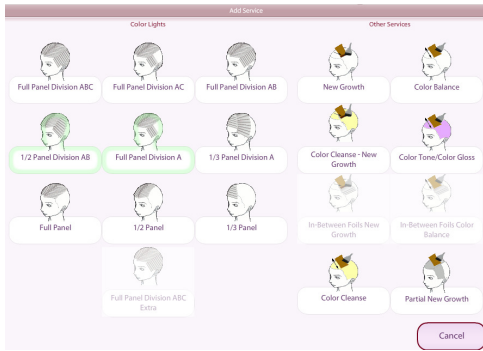 Add Service
Color Lights
Other Services
Full Panel Division ABC
Full Panel Division AC
Full Panel Division AB
New Growth
Color Balance
1/2 Panel Division AB
Full Panel Division A
1/3 Panel Division A
Color Cleanse - New
Growth
Color Tone/Color Gloss
Full Panel
1/2 Panel
1/3 Panel
In-Between Foils New
Growth
In-Between Foils Color
Balance
Full Panel Division ABC
Extra
Color Cleanse
Partial New Growth
Cancel